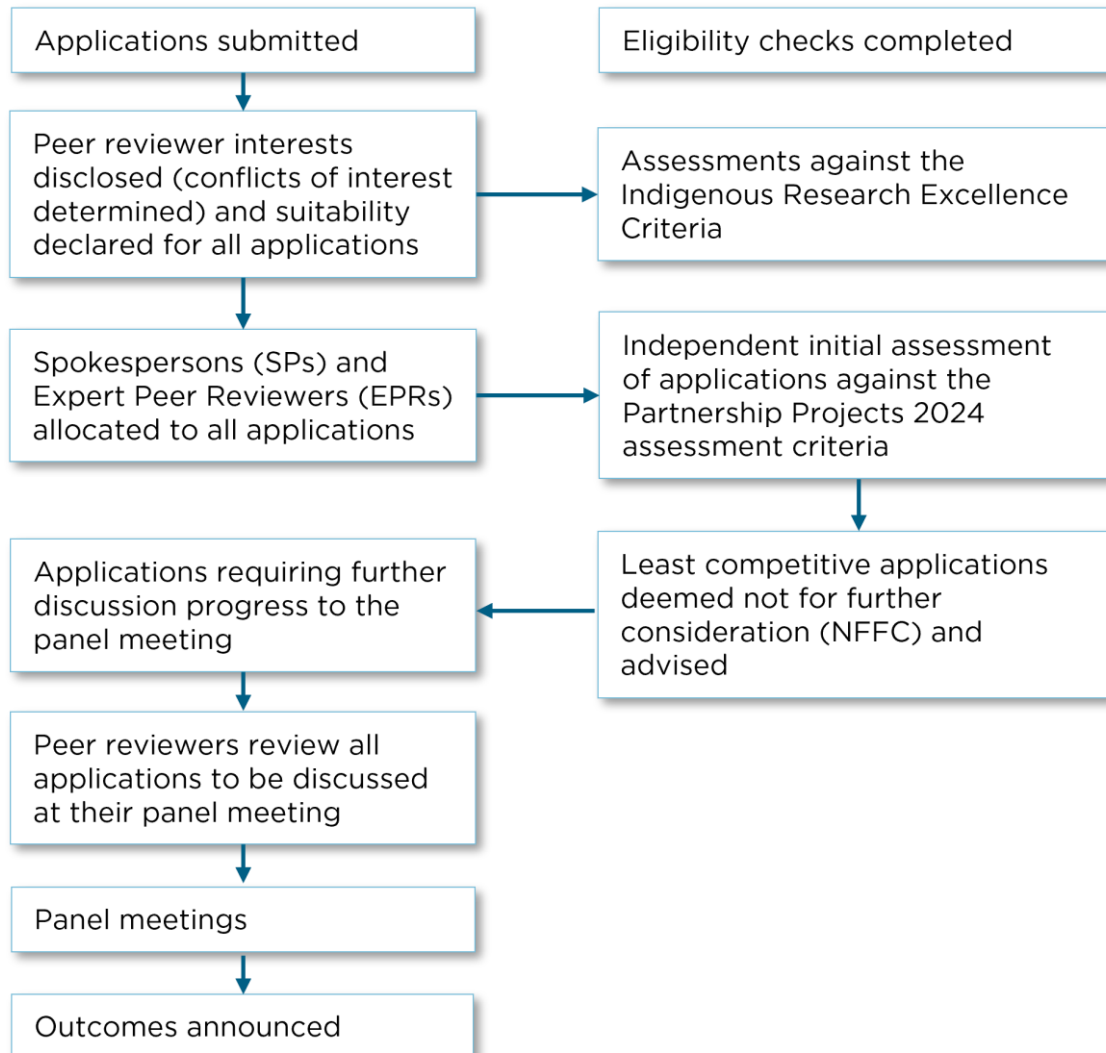 Applications submitted
Eligibility checks completed
Peer reviewer interests
disclosed (conflicts of interest
determined) and suitability
declared for all applications
Assessments against the
Indigenous Research Excellence
Criteria
Spokespersons (SPs) and
Expert Peer Reviewers (EPRs)
allocated to all applications
Independent initial assessment
of applications against the
Partnership Projects 2024
assessment criteria
Least competitive applications
deemed not for further
consideration (NFFC) and
advised
Applications requiring further
discussion progress to the
panel meeting
Peer reviewers review all
applications to be discussed
at their panel meeting
Panel meetings
Outcomes announced